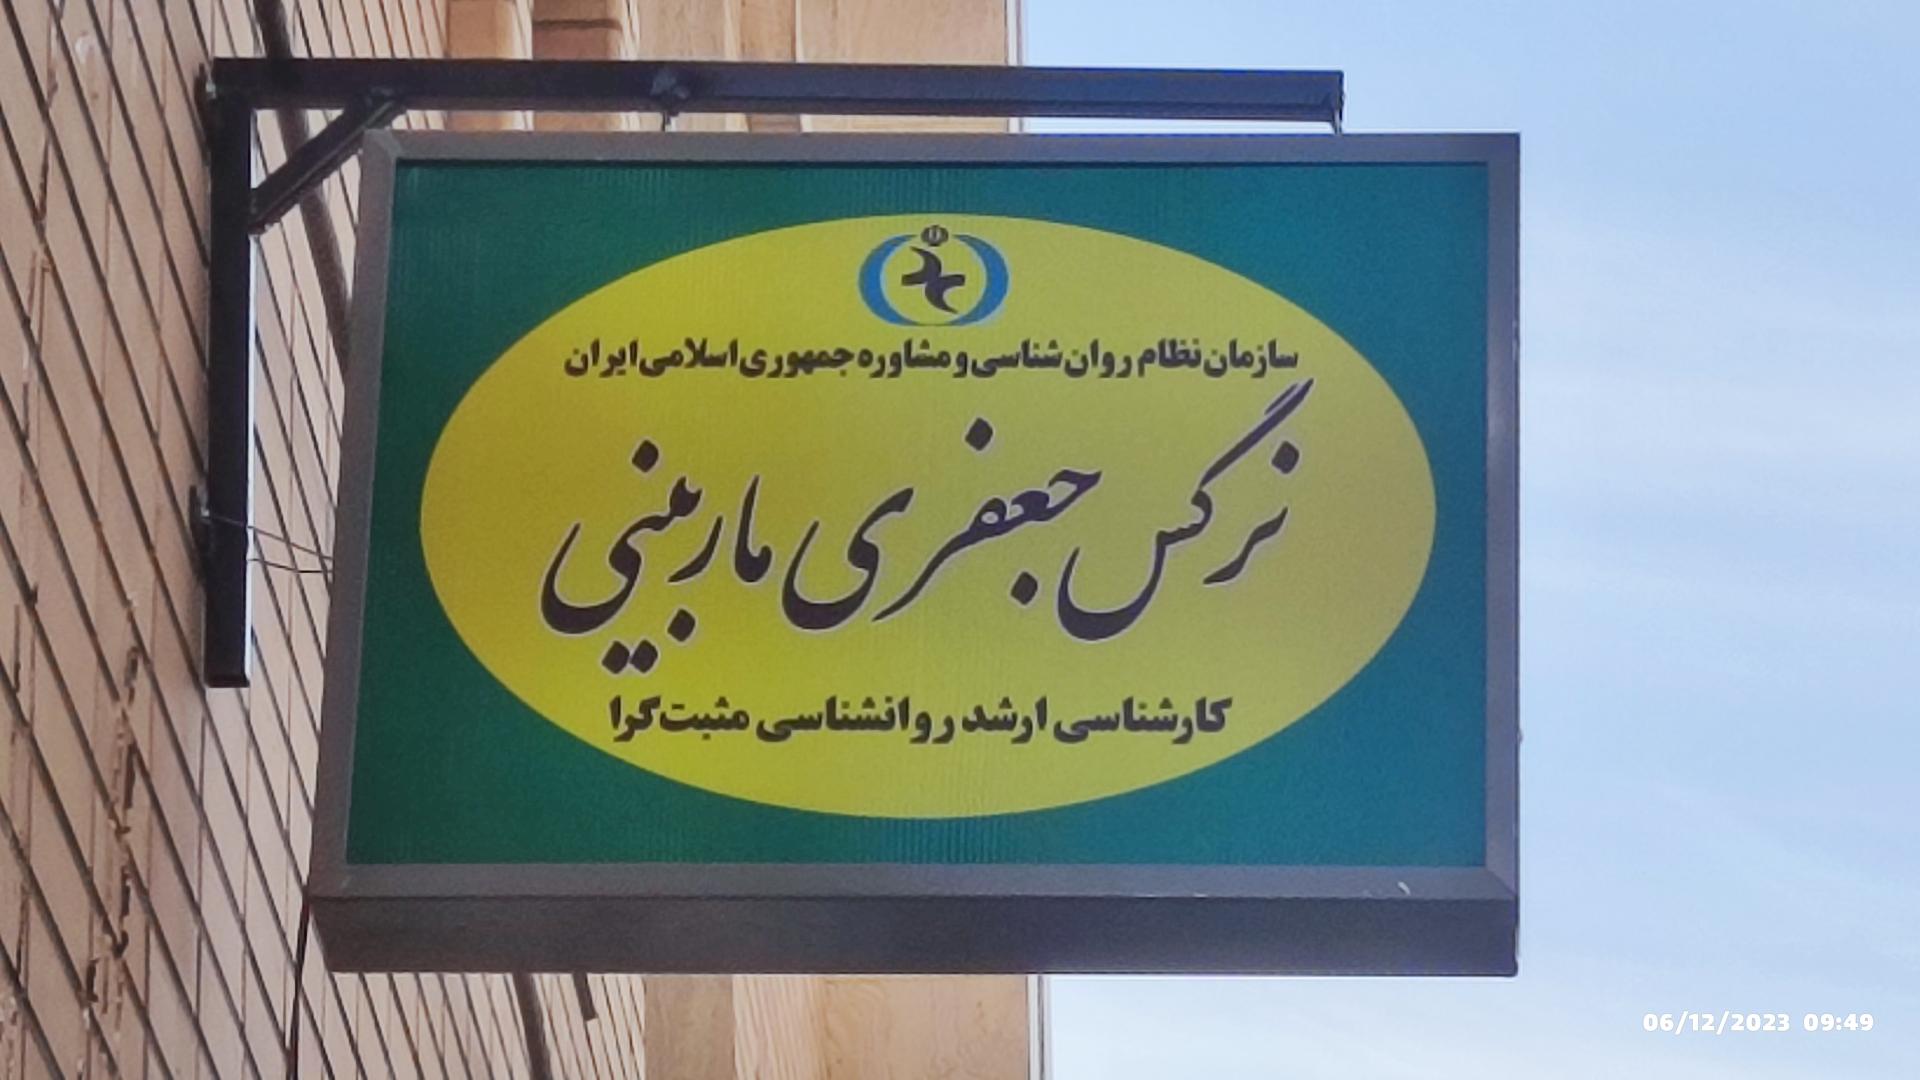 سازمان نظام روان‌شناسی و مشاوره جمهوری اسلامی ایران
نرگس جعفری ماربینی
کارشناسی ارشد روانشناسی مثبت‌گرا
06/12/2023 09:49